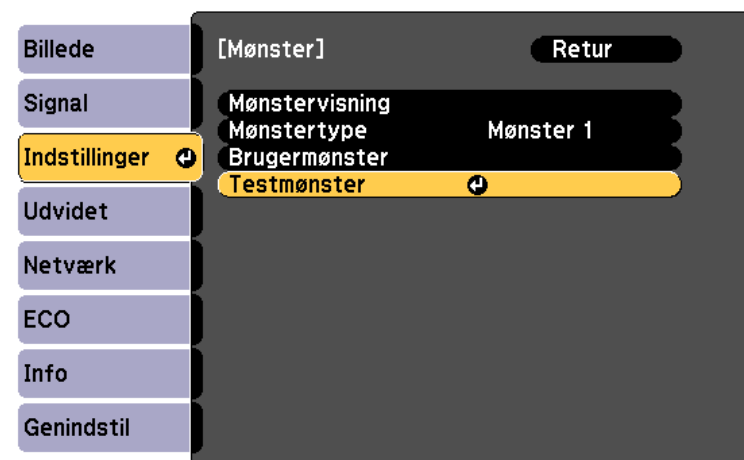 Billede
Signal
Indstillinger
Udvidet
Netværk
ECO
Info
Genindstil
[Mønster] Retur
Mønstervisning
Mønstertype Mønster 1
Brugermønster
Testmønster